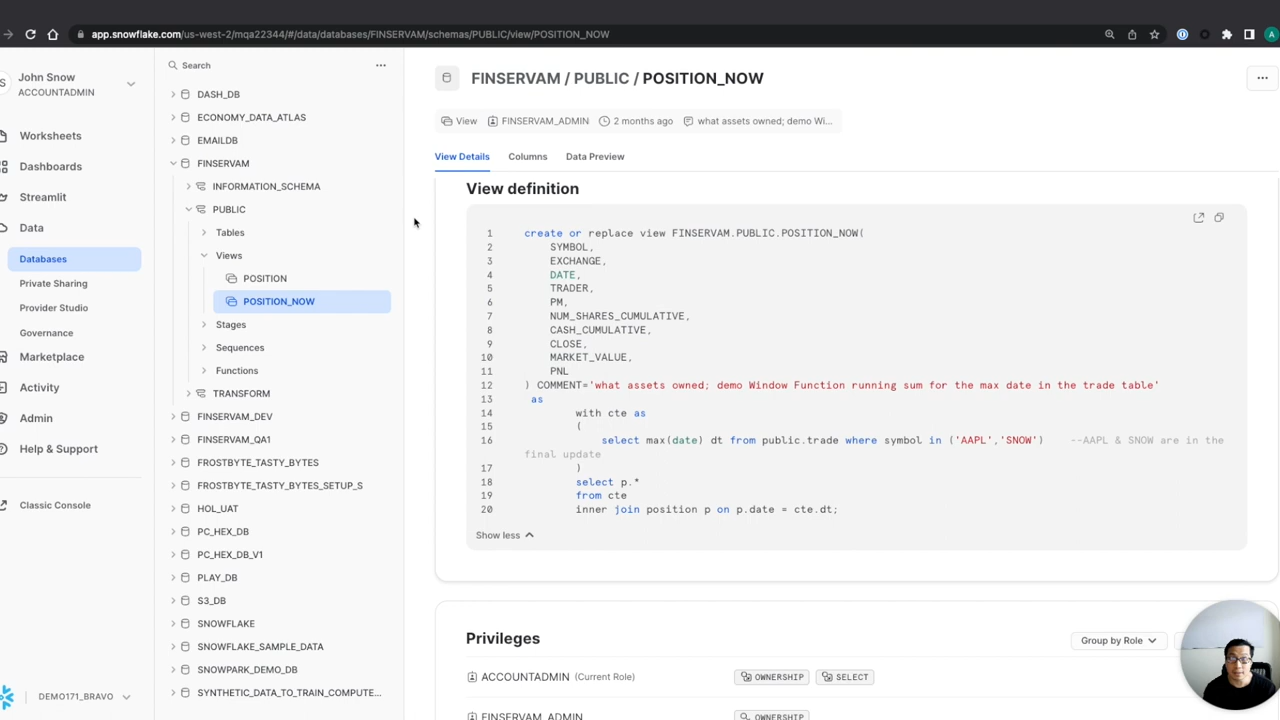 app.snowflake.com/us-west-2/mqa22344/#/data/databases/FINSERVAM/schemas/PUBLIC/view/POSITION_NOW
A
S
John Snow
ACCOUNTADMIN
Worksheets
Dashboards
Streamlit
Data
Databases
Private Sharing
Provider Studio
Governance
Marketplace
Activity
Admin
Help & Support
Classic Console
DEMO171_BRAVO
Search
DASH_DB
ECONOMY_DATA_ATLAS
EMAILDB
FINSERVAM
INFORMATION_SCHEMA
PUBLIC
Tables
Views
POSITION
POSITION_NOW
Stages
Sequences
Functions
TRANSFORM
FINSERVAM_DEV
FINSERVAM_QA1
FROSTBYTE_TASTY_BYTES
FROSTBYTE_TASTY_BYTES_SETUP_S
HOL_UAT
PC_HEX_DB
PC_HEX_DB_V1
PLAY_DB
S3_DB
SNOWFLAKE
SNOWFLAKE_SAMPLE_DATA
SNOWPARK_DEMO_DB
SYNTHETIC_DATA_TO_TRAIN_COMPUTE...
FINSERVAM / PUBLIC / POSITION_NOW
View FINSERVAM_ADMIN 2 months ago what assets owned; demo Wi...
View Details Columns Data Preview
View definition
1 create or replace view FINSERVAM.PUBLIC.POSITION_NOW(
2 SYMBOL,
3 EXCHANGE,
4 DATE,
5 TRADER,
6 PM,
7 NUM_SHARES_CUMULATIVE,
8 CASH_CUMULATIVE,
9 CLOSE,
10 MARKET_VALUE,
11 PNL
12 ) COMMENT='what assets owned; demo Window Function running sum for the max date in the trade table'
13 as
14 with cte as
15 (
16 select max(date) dt from public.trade where symbol in ('AAPL','SNOW') --AAPL & SNOW are in the
final update
17 )
18 select p.*
19 from cte
20 inner join position p on p.date = cte.dt;
Show less
Privileges
Group by Role
ACCOUNTADMIN (Current Role) OWNERSHIP SELECT
FINSERVAM_ADMIN OWNERSHIP